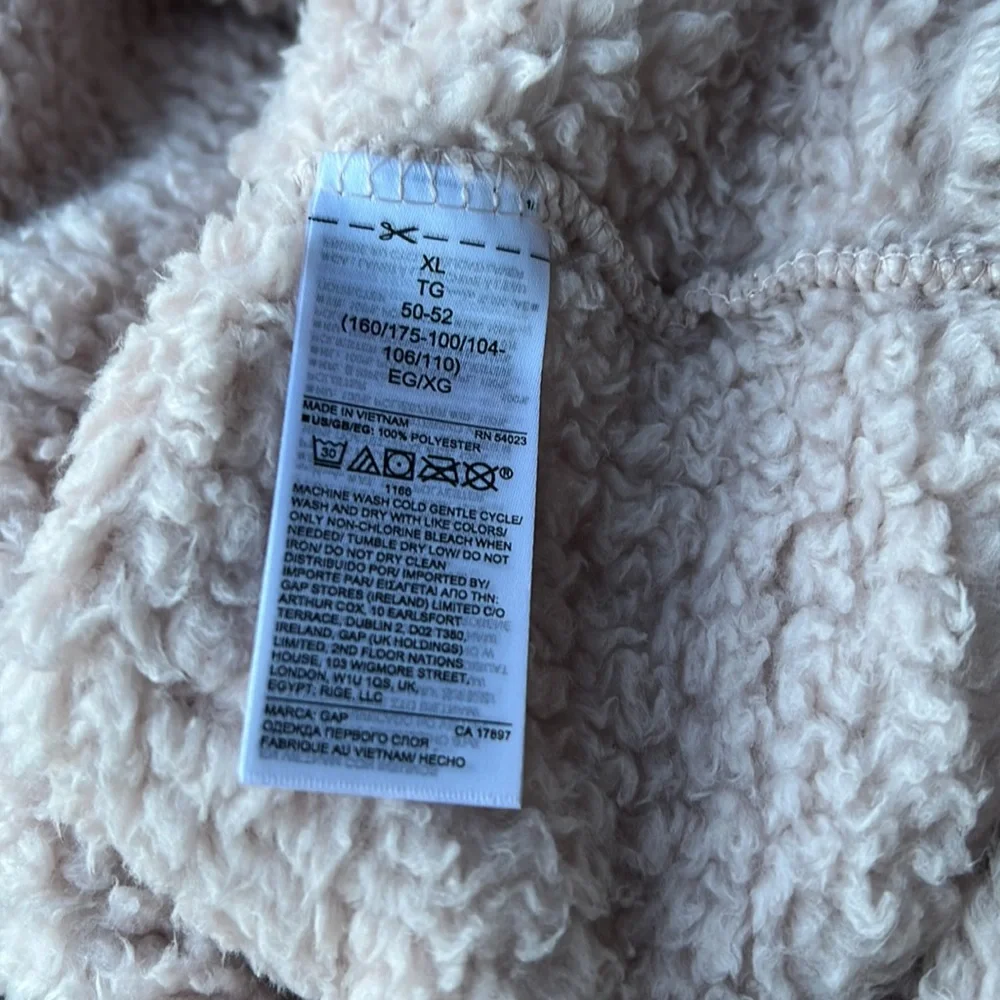 XL
TG
50-52
(160/175-100/104-
106/110)
EG/XG
MADE IN VIETNAM RN 54023
■US/GB/EG: 100% POLYESTER
30 ®
1166
MACHINE WASH COLD GENTLE CYCLE/
WASH AND DRY WITH LIKE COLORS/
ONLY NON-CHLORINE BLEACH WHEN
NEEDED/ TUMBLE DRY LOW/ DO NOT
IRON/ DO NOT DRY CLEAN
DISTRIBUIDO POR/ IMPORTED BY/
IMPORTE PAR/ ΕΙΣΑΓΕΤΑΙ ΑΠΟ ΤΗΝ:
GAP STORES (IRELAND) LIMITED C/O
ARTHUR COX, 10 EARLSFORT
TERRACE, DUBLIN 2, D02 T380,
IRELAND, GAP (UK HOLDINGS)
LIMITED, 2ND FLOOR NATIONS
HOUSE, 103 WIGMORE STREET,
LONDON, W1U 1QS, UK,
EGYPT: RIGE, LLC
MARCA: GAP CA 17897
ОДЕЖДА ПЕРВОГО СЛОЯ
FABRIQUE AU VIETNAM/ HECHO